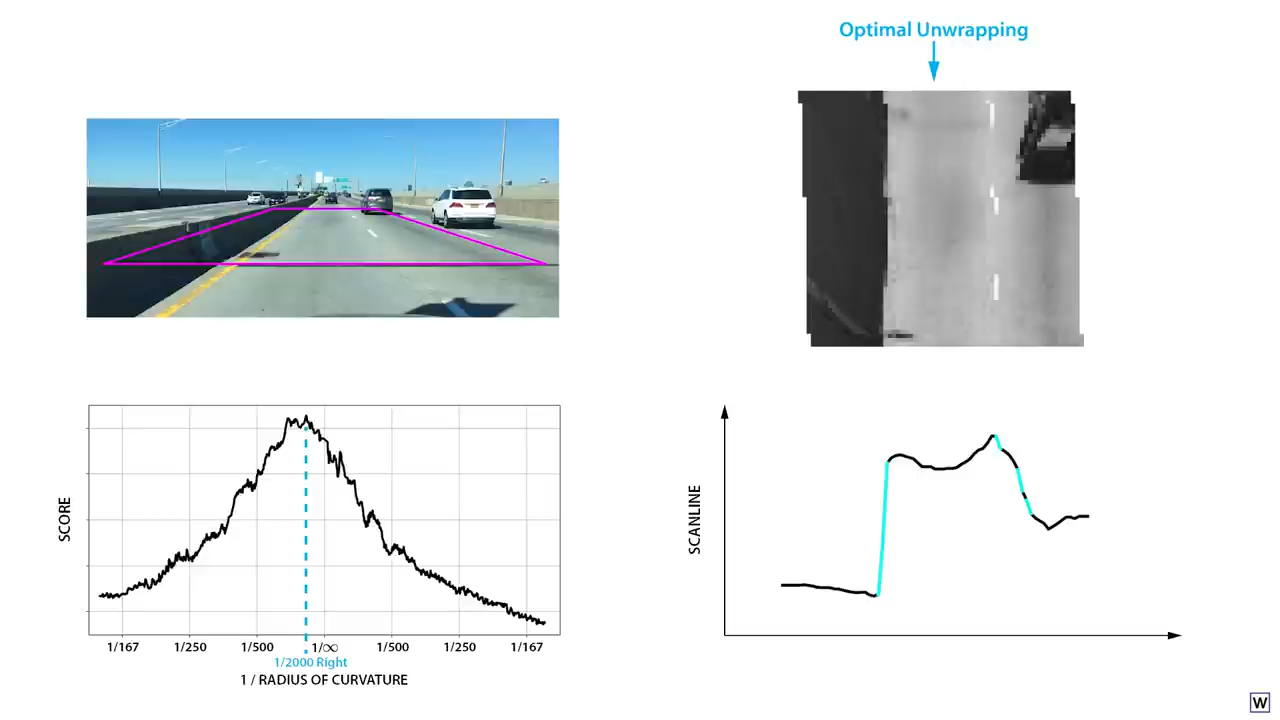 Optimal Unwrapping
SCORE
1/167 1/250 1/500 1/∞ 1/500 1/250 1/167
1/2000 Right
1 / RADIUS OF CURVATURE
SCANLINE
W